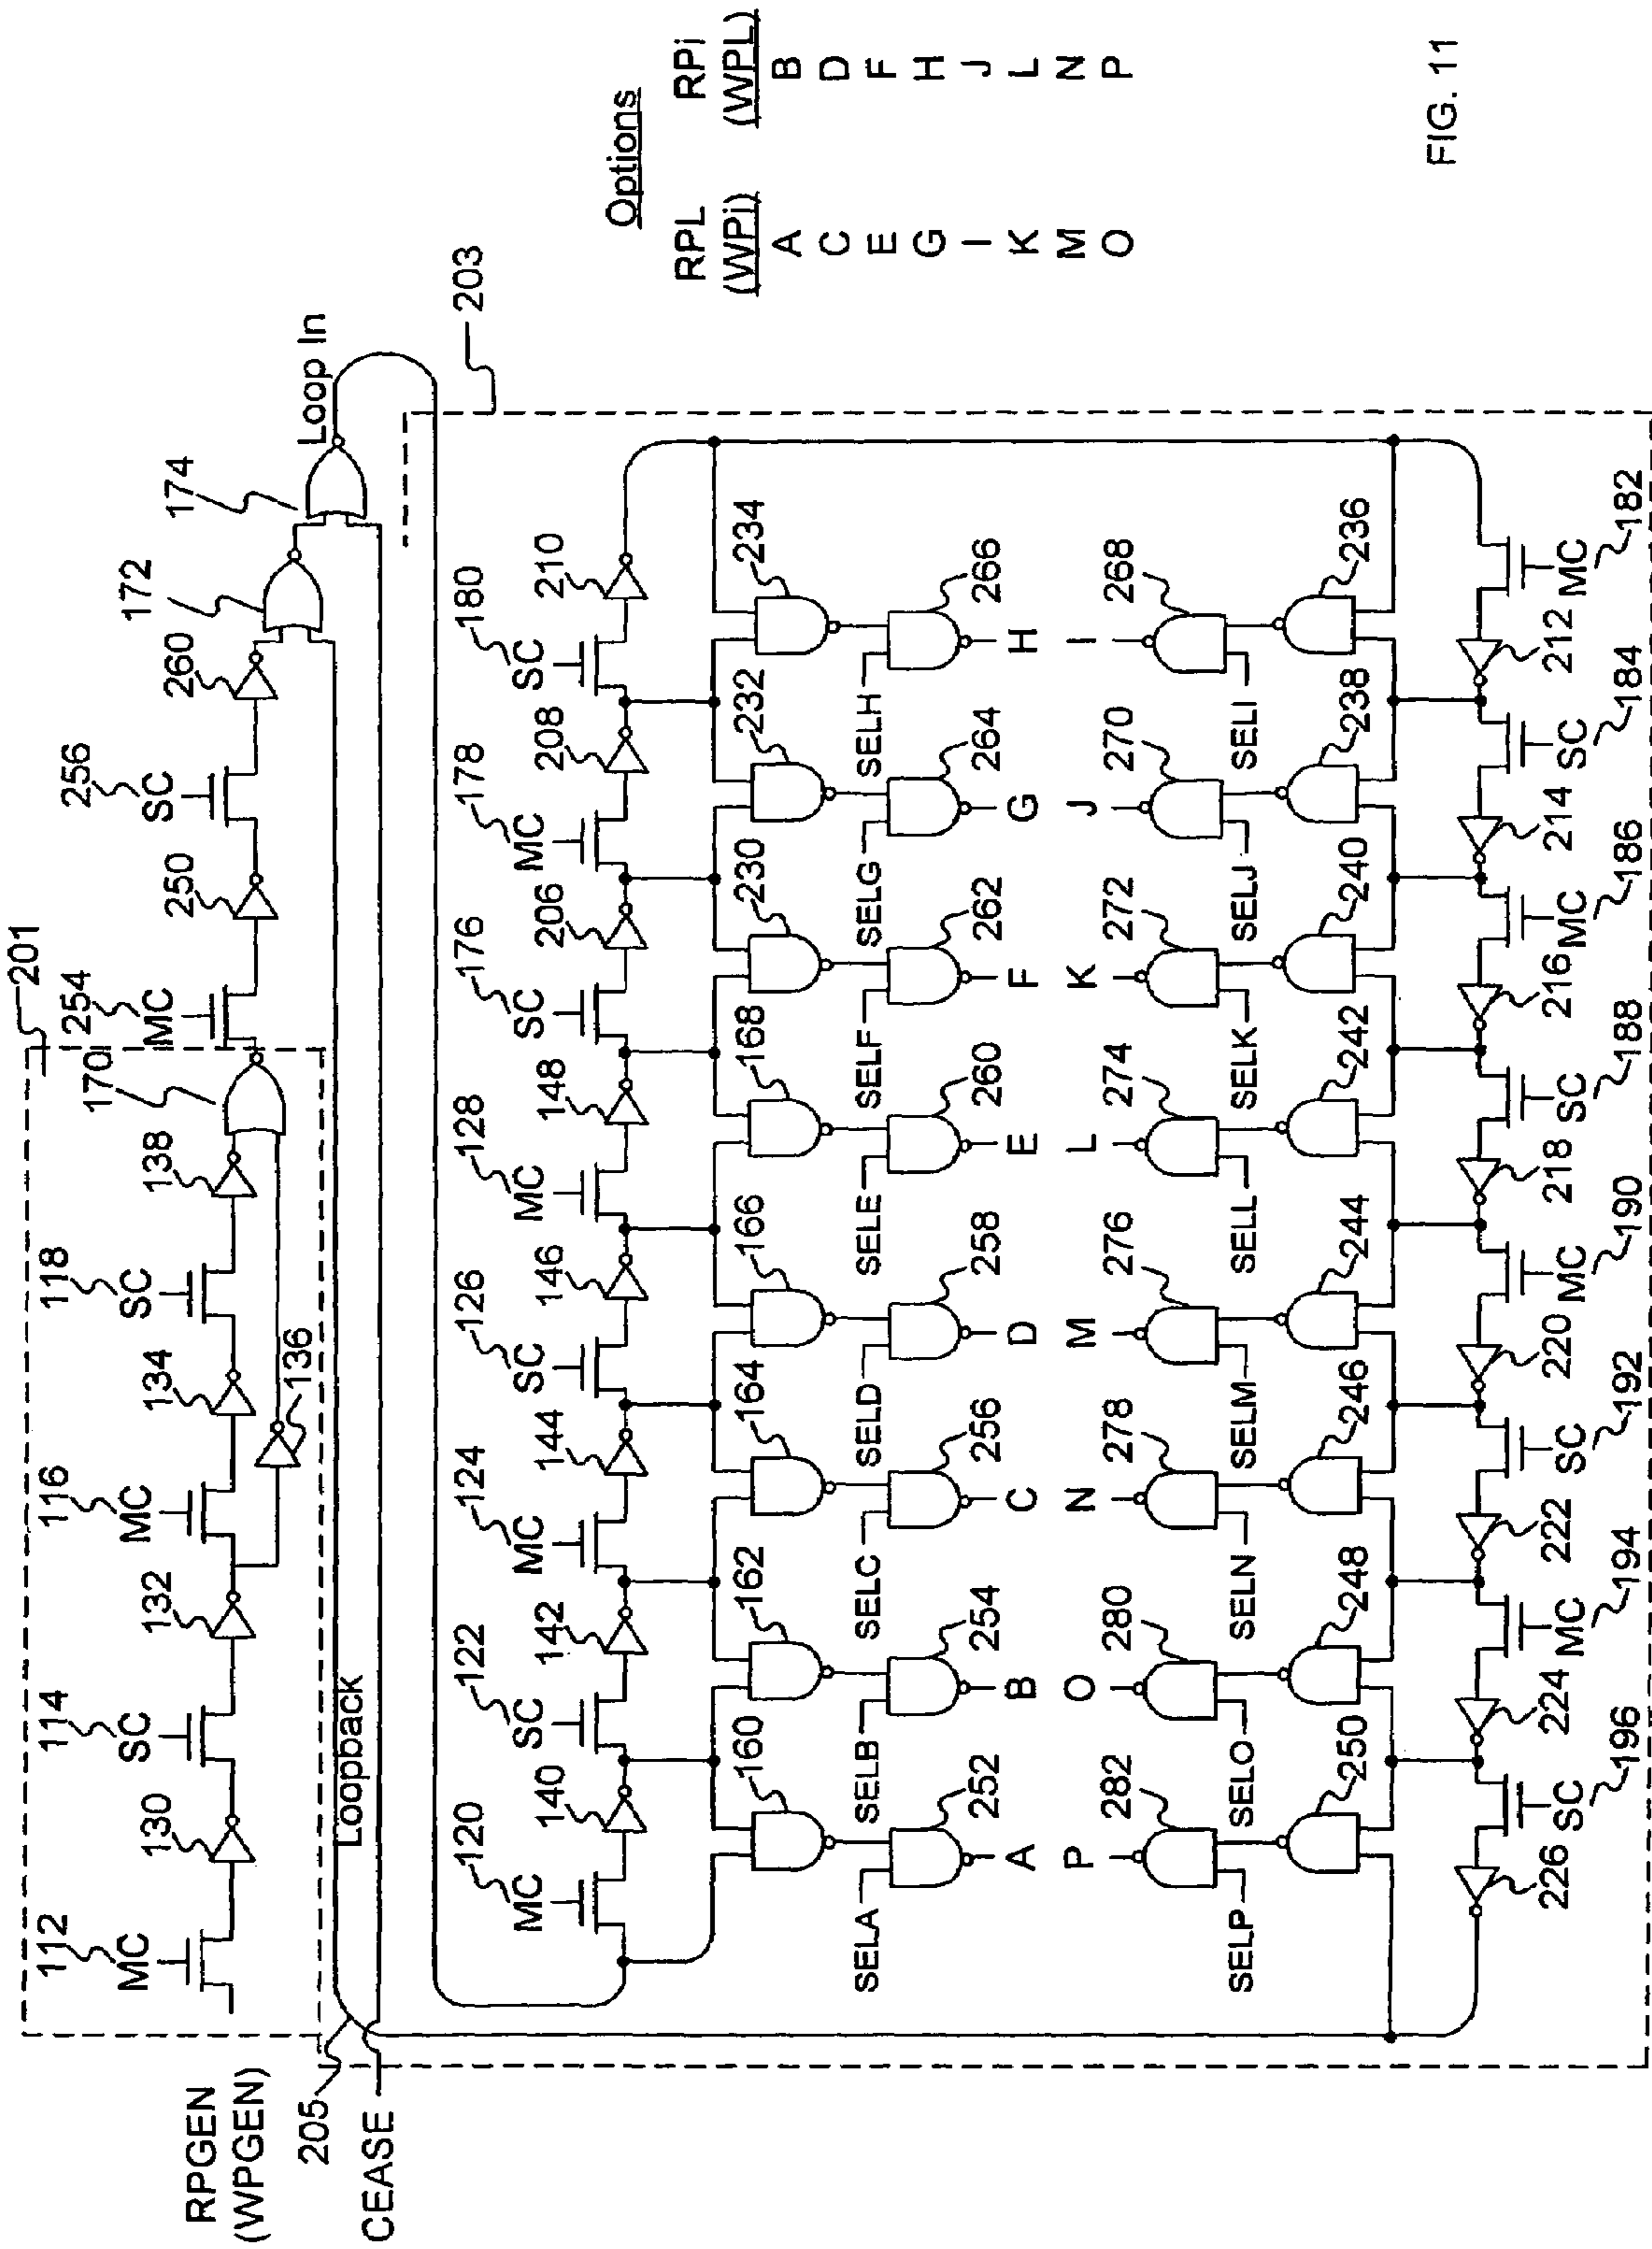 201
112 114 116 118 254 256
MC SC MC SC MC SC
130 132 134 138 170 250 260 172 174
136
RPGEN
(WPGEN)
Loop In
205
Loopback
CEASE
203
120 122 124 126 128 176 178 180
MC SC MC SC MC SC MC SC
140 142 144 146 148 206 208 210
160 162 164 166 168 230 232 234
SELA SELB SELC SELD SELE SELF SELG SELH
252 254 256 258 260 262 264 266
A B C D E F G H
P O N M L K J I
282 280 278 276 274 272 270 268
SELP SELO SELN SELM SELL SELK SELJ SELI
250 248 246 244 242 240 238 236
226 224 222 220 218 216 214 212
SC MC SC MC SC MC SC MC
196 194 192 190 188 186 184 182
Options
RPL RPi
(WPi) (WPL)
A B
C D
E F
G H
I J
K L
M N
O P
FIG. 11